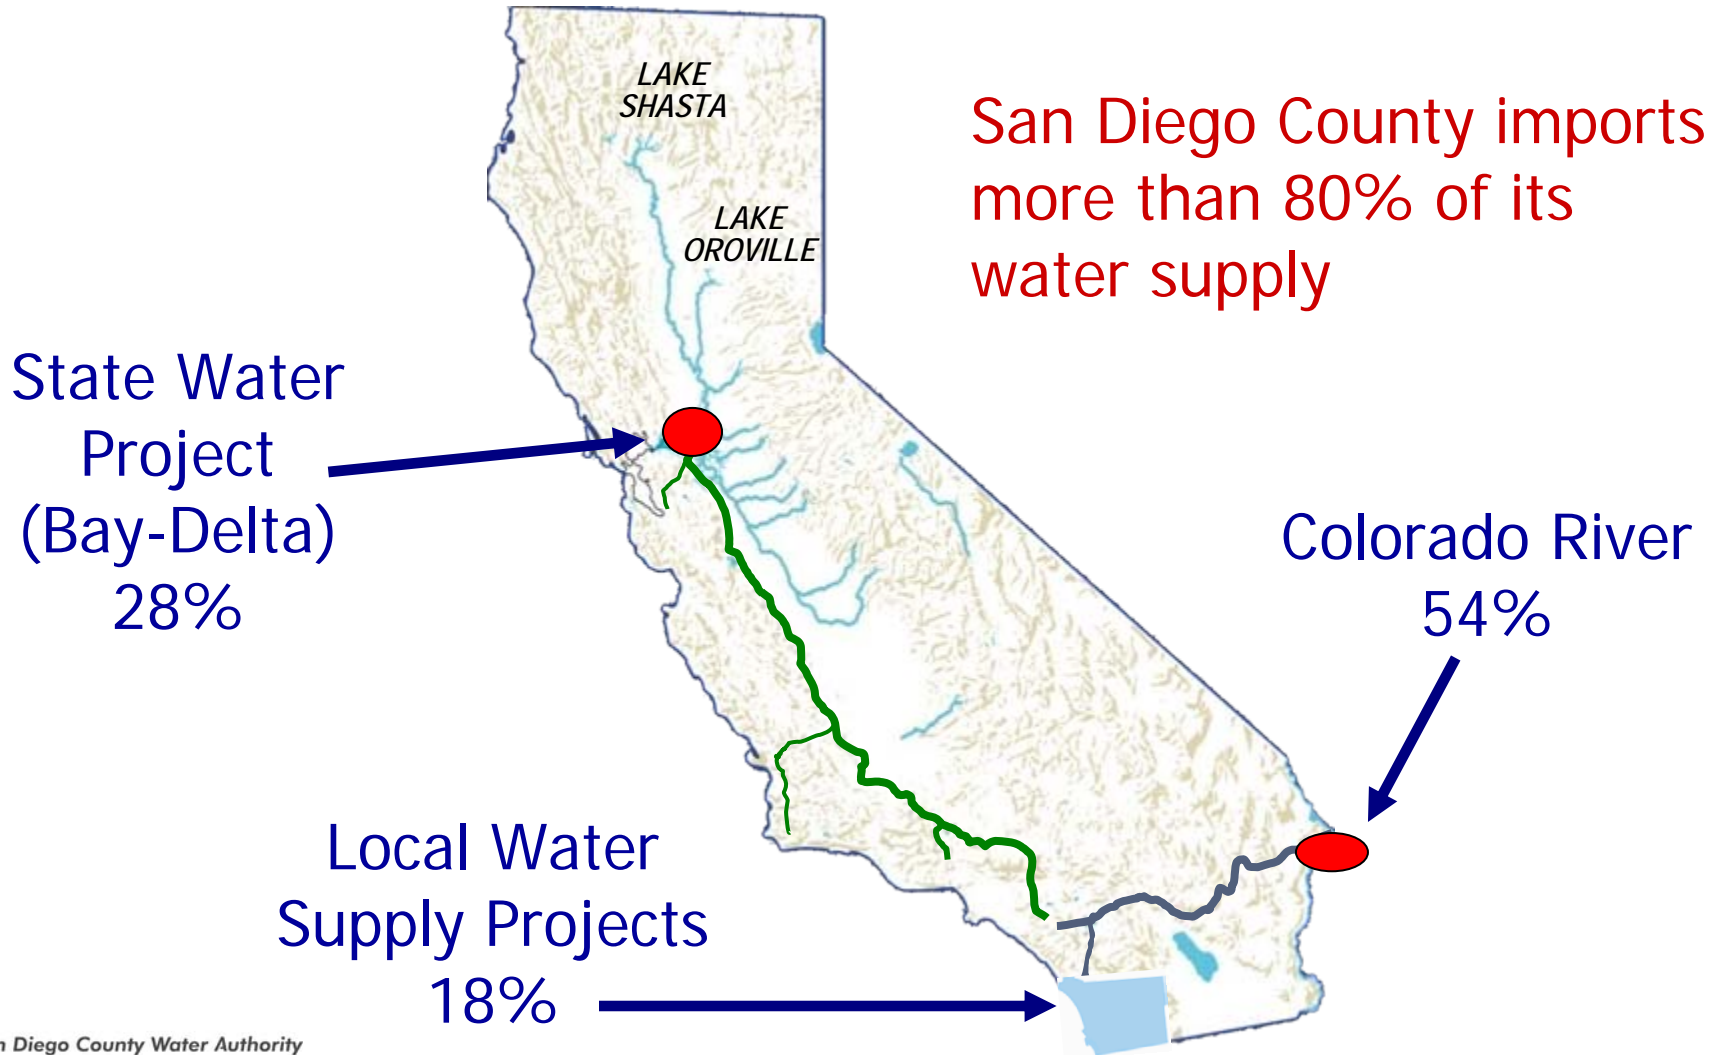 LAKE
SHASTA
San Diego County imports
more than 80% of its
water supply
LAKE
OROVILLE
State Water
Project
(Bay-Delta)
28%
Colorado River
54%
Local Water
Supply Projects
18%
Diego County Water Authority